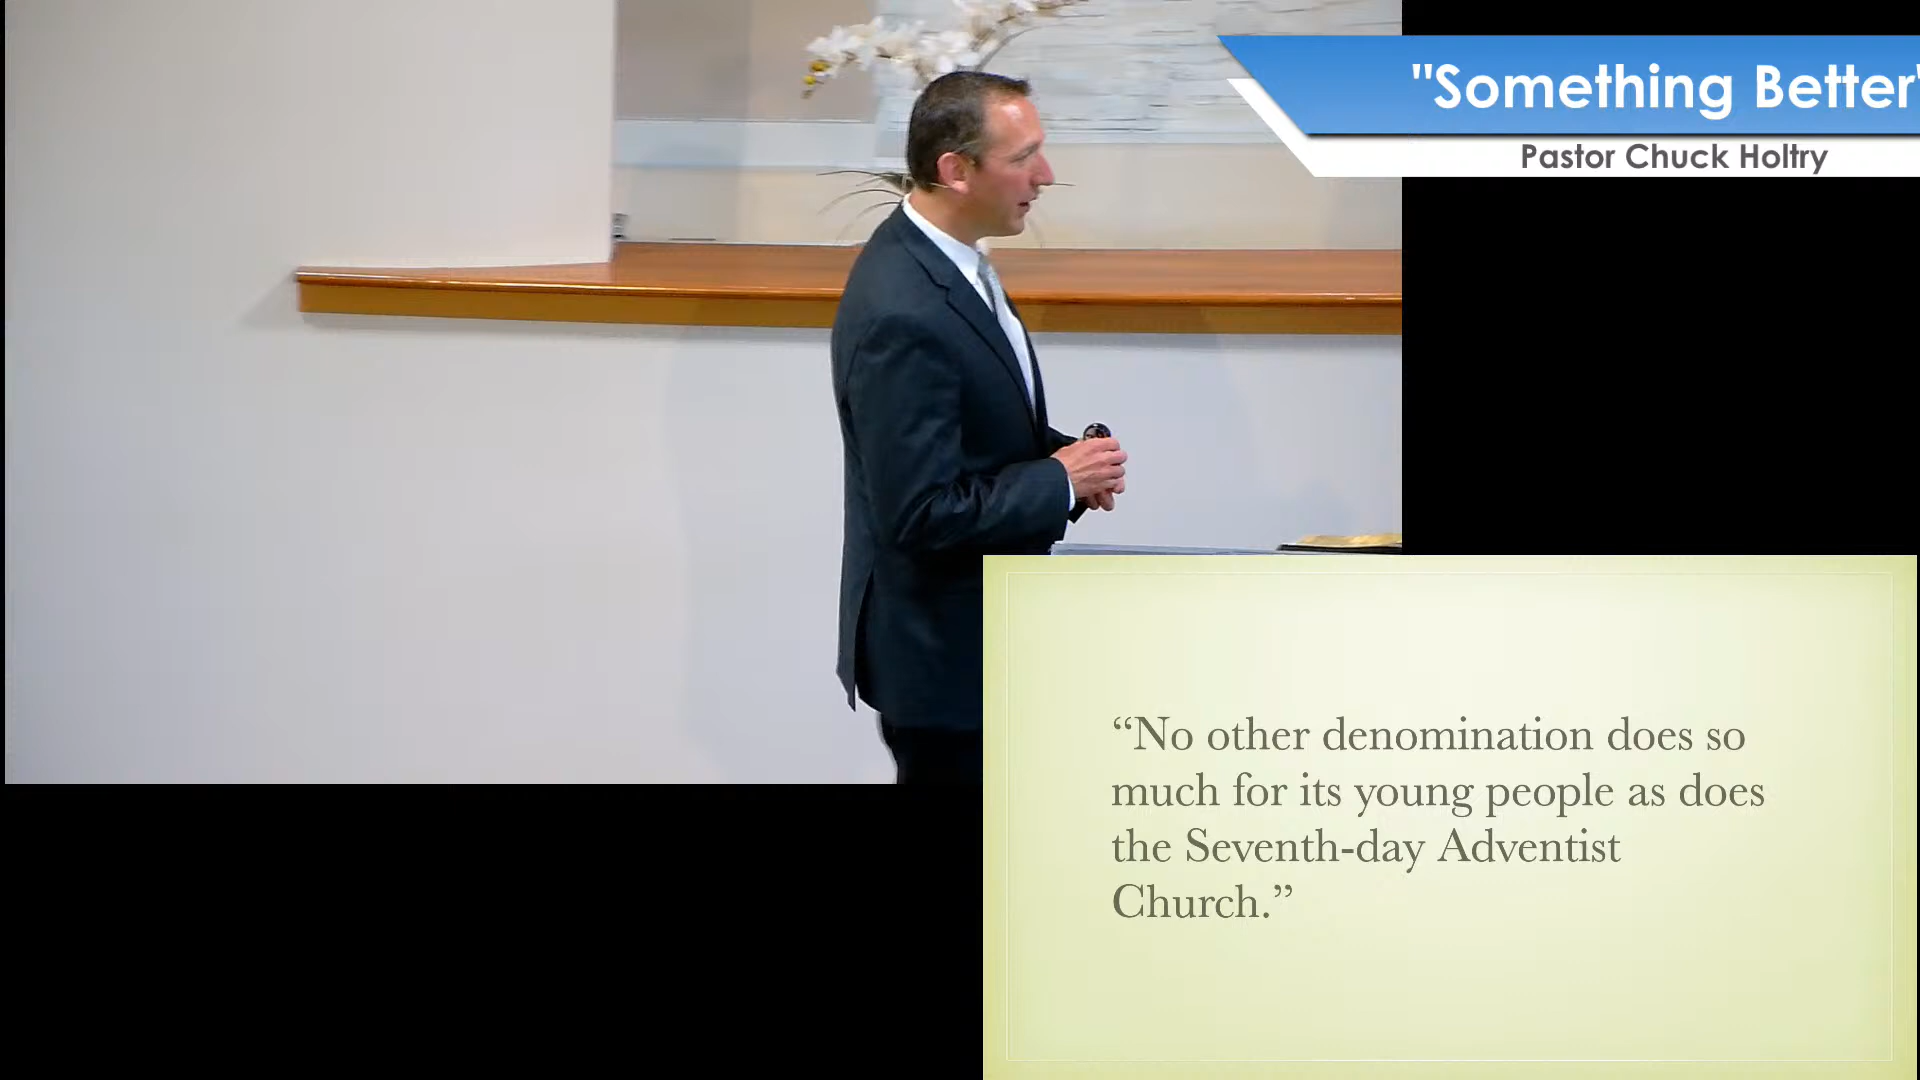 "Something Better"
Pastor Chuck Holtry
“No other denomination does so
much for its young people as does
the Seventh-day Adventist
Church.”